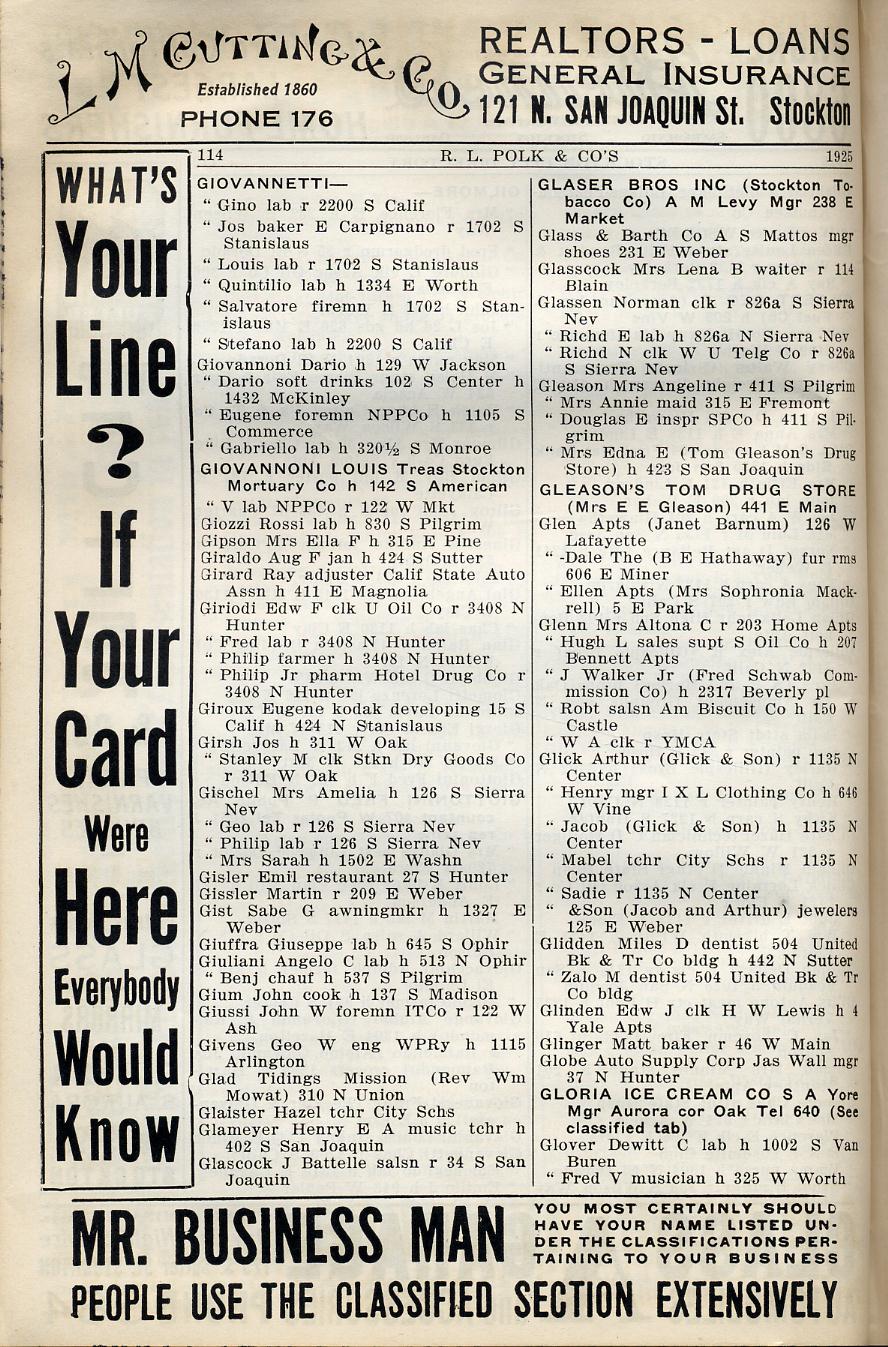 L M CUTTING & Co.
Established 1860
PHONE 176
REALTORS - LOANS
GENERAL INSURANCE
121 N. SAN JOAQUIN St. Stockton
WHAT'S
Your
Line
?
If
Your
Card
Were
Here
Everybody
Would
Know
114 R. L. POLK & CO'S 1925
GIOVANNETTI—
" Gino lab r 2200 S Calif
" Jos baker E Carpignano r 1702 S
Stanislaus
" Louis lab r 1702 S Stanislaus
" Quintilio lab h 1334 E Worth
" Salvatore firemn h 1702 S Stan-
islaus
" Stefano lab h 2200 S Calif
Giovannoni Dario h 129 W Jackson
" Dario soft drinks 102 S Center h
1432 McKinley
" Eugene foremn NPPCo h 1105 S
Commerce
" Gabriello lab h 320½ S Monroe
GIOVANNONI LOUIS Treas Stockton
Mortuary Co h 142 S American
" V lab NPPCo r 122 W Mkt
Giozzi Rossi lab h 830 S Pilgrim
Gipson Mrs Ella F h 315 E Pine
Giraldo Aug F jan h 424 S Sutter
Girard Ray adjuster Calif State Auto
Assn h 411 E Magnolia
Giriodi Edw F clk U Oil Co r 3408 N
Hunter
" Fred lab r 3408 N Hunter
" Philip farmer h 3408 N Hunter
" Philip Jr pharm Hotel Drug Co r
3408 N Hunter
Giroux Eugene kodak developing 15 S
Calif h 424 N Stanislaus
Girsh Jos h 311 W Oak
" Stanley M clk Stkn Dry Goods Co
r 311 W Oak
Gischel Mrs Amelia h 126 S Sierra
Nev
" Geo lab r 126 S Sierra Nev
" Philip lab r 126 S Sierra Nev
" Mrs Sarah h 1502 E Washn
Gisler Emil restaurant 27 S Hunter
Gissler Martin r 209 E Weber
Gist Sabe G awningmkr h 1327 E
Weber
Giuffra Giuseppe lab h 645 S Ophir
Giuliani Angelo C lab h 513 N Ophir
" Benj chauf h 537 S Pilgrim
Gium John cook h 137 S Madison
Giussi John W foremn ITCo r 122 W
Ash
Givens Geo W eng WPRy h 1115
Arlington
Glad Tidings Mission (Rev Wm
Mowat) 310 N Union
Glaister Hazel tchr City Schs
Glameyer Henry E A music tchr h
402 S San Joaquin
Glascock J Battelle salsn r 34 S San
Joaquin
GLASER BROS INC (Stockton To-
bacco Co) A M Levy Mgr 238 E
Market
Glass & Barth Co A S Mattos mgr
shoes 231 E Weber
Glasscock Mrs Lena B waiter r 114
Blain
Glassen Norman clk r 826a S Sierra
Nev
" Richd E lab h 826a N Sierra Nev
" Richd N clk W U Telg Co r 826a
S Sierra Nev
Gleason Mrs Angeline r 411 S Pilgrim
" Mrs Annie maid 315 E Fremont
" Douglas E inspr SPCo h 411 S Pil-
grim
" Mrs Edna E (Tom Gleason's Drug
Store) h 423 S San Joaquin
GLEASON'S TOM DRUG STORE
(Mrs E E Gleason) 441 E Main
Glen Apts (Janet Barnum) 126 W
Lafayette
" -Dale The (B E Hathaway) fur rms
606 E Miner
" Ellen Apts (Mrs Sophronia Mack-
rell) 5 E Park
Glenn Mrs Altona C r 203 Home Apts
" Hugh L sales supt S Oil Co h 207
Bennett Apts
" J Walker Jr (Fred Schwab Com-
mission Co) h 2317 Beverly pl
" Robt salsn Am Biscuit Co h 150 W
Castle
" W A clk r YMCA
Glick Arthur (Glick & Son) r 1135 N
Center
" Henry mgr I X L Clothing Co h 646
W Vine
" Jacob (Glick & Son) h 1135 N
Center
" Mabel tchr City Schs r 1135 N
Center
" Sadie r 1135 N Center
" &Son (Jacob and Arthur) jewelers
125 E Weber
Glidden Miles D dentist 504 United
Bk & Tr Co bldg h 442 N Sutter
" Zalo M dentist 504 United Bk & Tr
Co bldg
Glinden Edw J clk H W Lewis h 4
Yale Apts
Glinger Matt baker r 46 W Main
Globe Auto Supply Corp Jas Wall mgr
37 N Hunter
GLORIA ICE CREAM CO S A Yore
Mgr Aurora cor Oak Tel 640 (See
classified tab)
Glover Dewitt C lab h 1002 S Van
Buren
" Fred V musician h 325 W Worth
MR. BUSINESS MAN
YOU MOST CERTAINLY SHOULD
HAVE YOUR NAME LISTED UN-
DER THE CLASSIFICATIONS PER-
TAINING TO YOUR BUSINESS
PEOPLE USE THE CLASSIFIED SECTION EXTENSIVELY